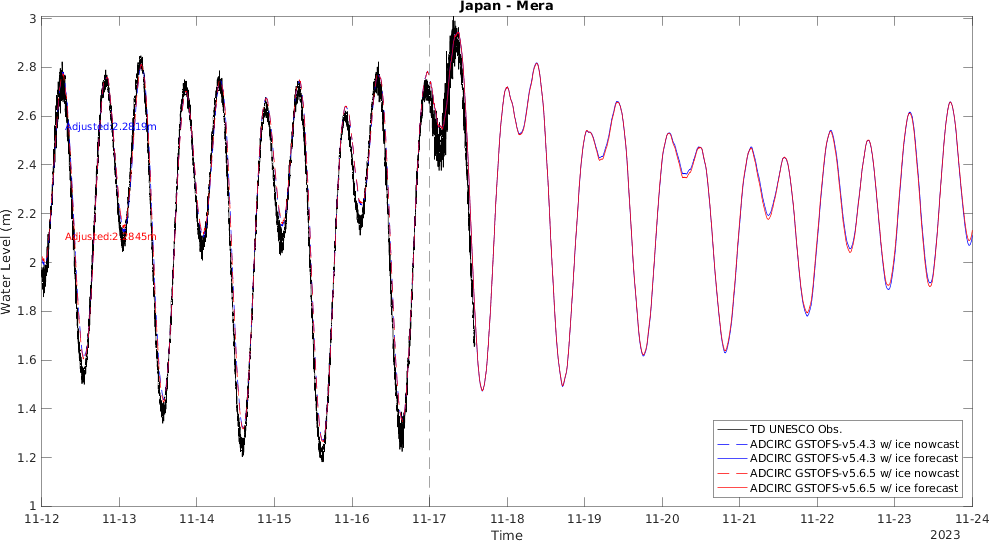 Japan - Mera
3
2.8
2.6
2.4
2.2
2
1.8
1.6
1.4
1.2
1
Water Level (m)
Adjusted:2.2819m
Adjusted:2.2845m
TD UNESCO Obs.
ADCIRC GSTOFS-v5.4.3 w/ ice nowcast
ADCIRC GSTOFS-v5.4.3 w/ ice forecast
ADCIRC GSTOFS-v5.6.5 w/ ice nowcast
ADCIRC GSTOFS-v5.6.5 w/ ice forecast
11-12 11-13 11-14 11-15 11-16 11-17 11-18 11-19 11-20 11-21 11-22 11-23 11-24
Time
2023